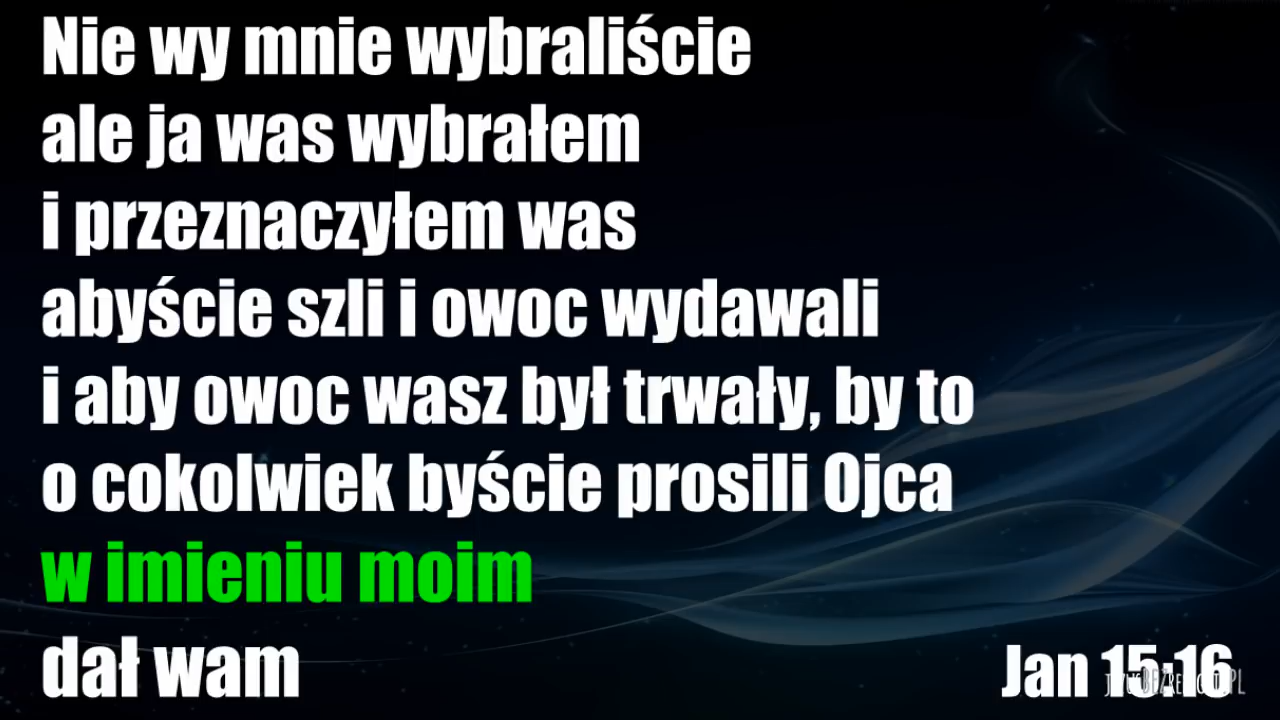 Nie wy mnie wybraliście
ale ja was wybrałem
i przeznaczyłem was
abyście szli i owoc wydawali
i aby owoc wasz był trwały, by to
o cokolwiek byście prosili Ojca
w imieniu moim
dał wam
Jan 15:16